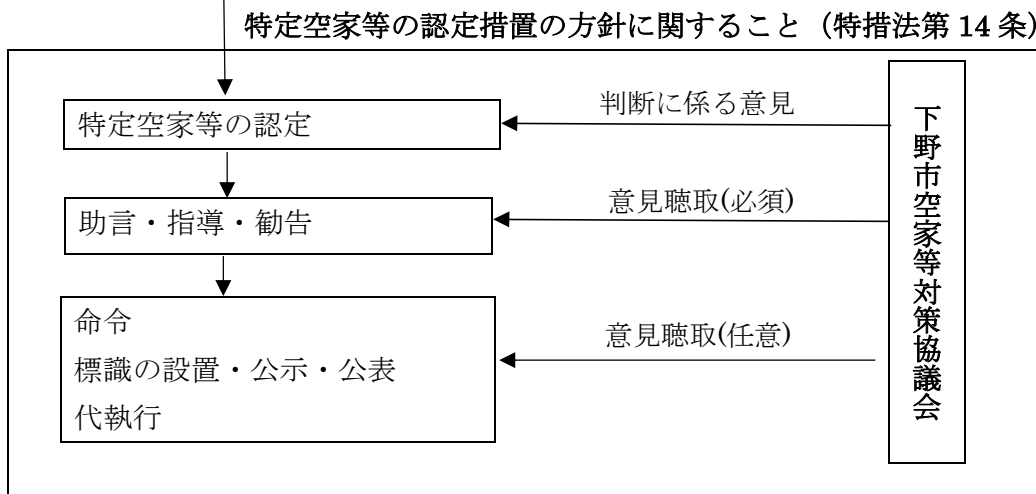 特定空家等の認定措置の方針に関すること（特措法第 14 条）
特定空家等の認定
判断に係る意見
助言・指導・勧告
意見聴取(必須)
命令
標識の設置・公示・公表
代執行
意見聴取(任意)
下野市空家等対策協議会